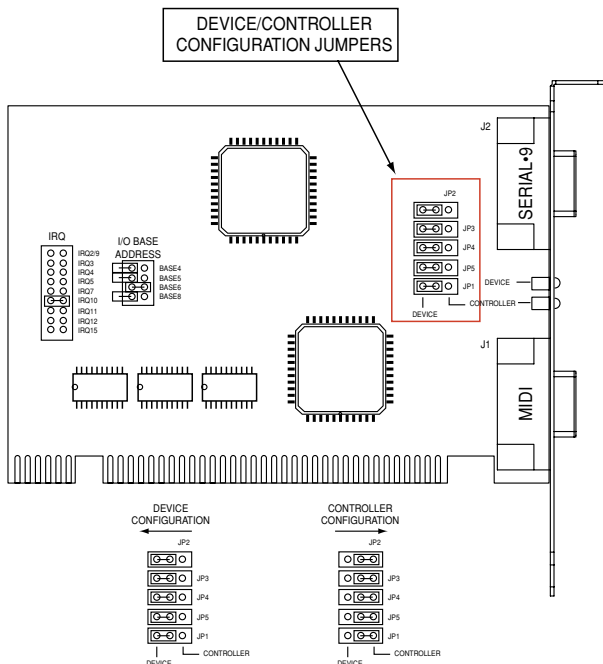 DEVICE/CONTROLLER
CONFIGURATION JUMPERS
J2
SERIAL•9
JP2
JP3
JP4
JP5
JP1
DEVICE
CONTROLLER
DEVICE
IRQ
IRQ2/9
IRQ3
IRQ4
IRQ5
IRQ7
IRQ10
IRQ11
IRQ12
IRQ15
I/O BASE
ADDRESS
BASE4
BASE5
BASE6
BASE8
J1
MIDI
DEVICE
CONFIGURATION
JP2
JP3
JP4
JP5
JP1
CONTROLLER
DEVICE
CONTROLLER
CONFIGURATION
JP2
JP3
JP4
JP5
JP1
CONTROLLER
DEVICE